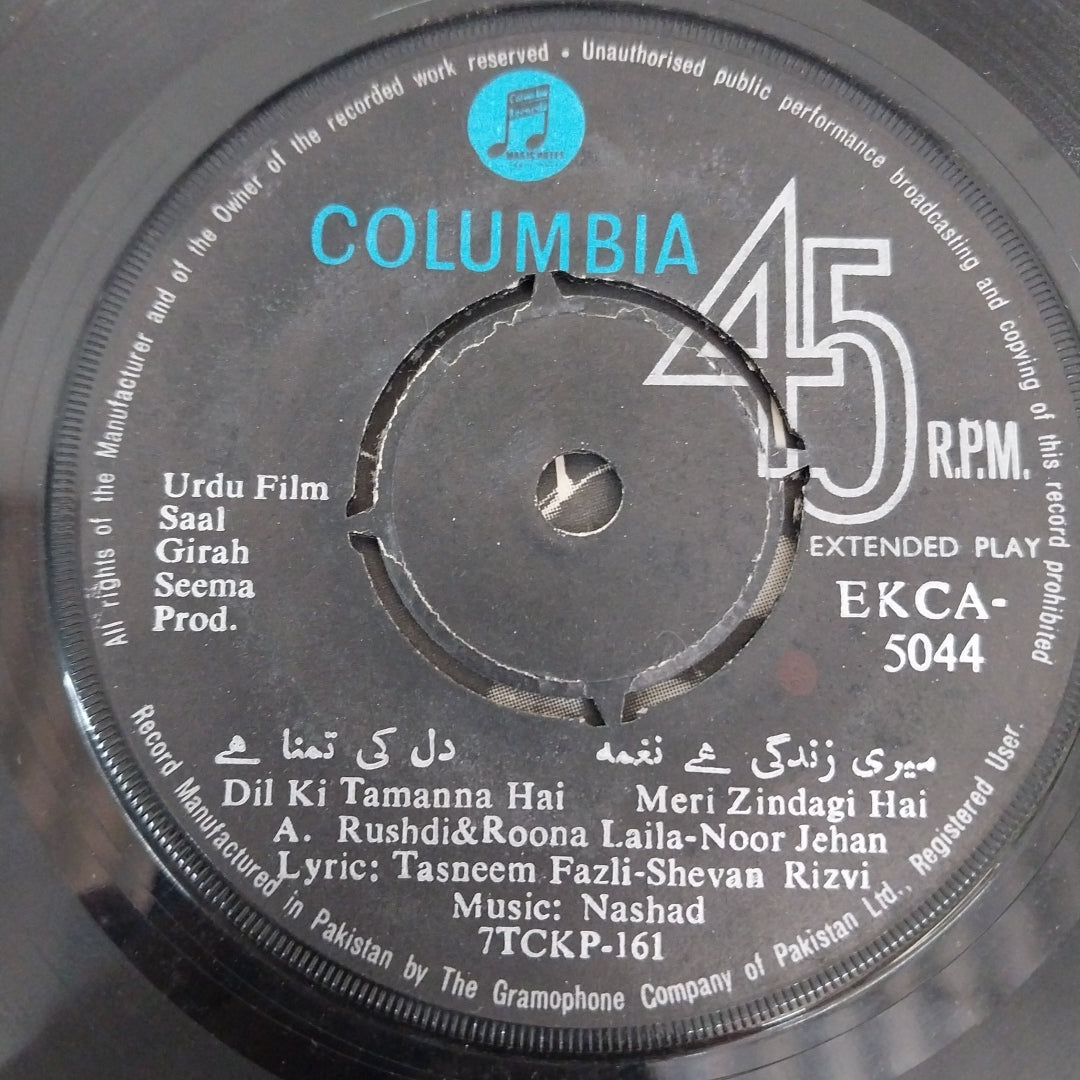 All rights of the Manufacturer and of the Owner of the recorded work reserved • Unauthorised public performance broadcasting and copying of this record prohibited
MAGIC NOTES
COLUMBIA
45
R.P.M.
EXTENDED PLAY
EKCA-
5044
Urdu Film
Saal
Girah
Seema
Prod.
میری زندگی ہے نغمہ
دل کی تمنا ہے
Dil Ki Tamanna Hai Meri Zindagi Hai
A. Rushdi&Roona Laila-Noor Jehan
Lyric: Tasneem Fazli-Shevan Rizvi
Music: Nashad
7TCKP-161
Record Manufactured in Pakistan by The Gramophone Company of Pakistan Ltd., Registered User.